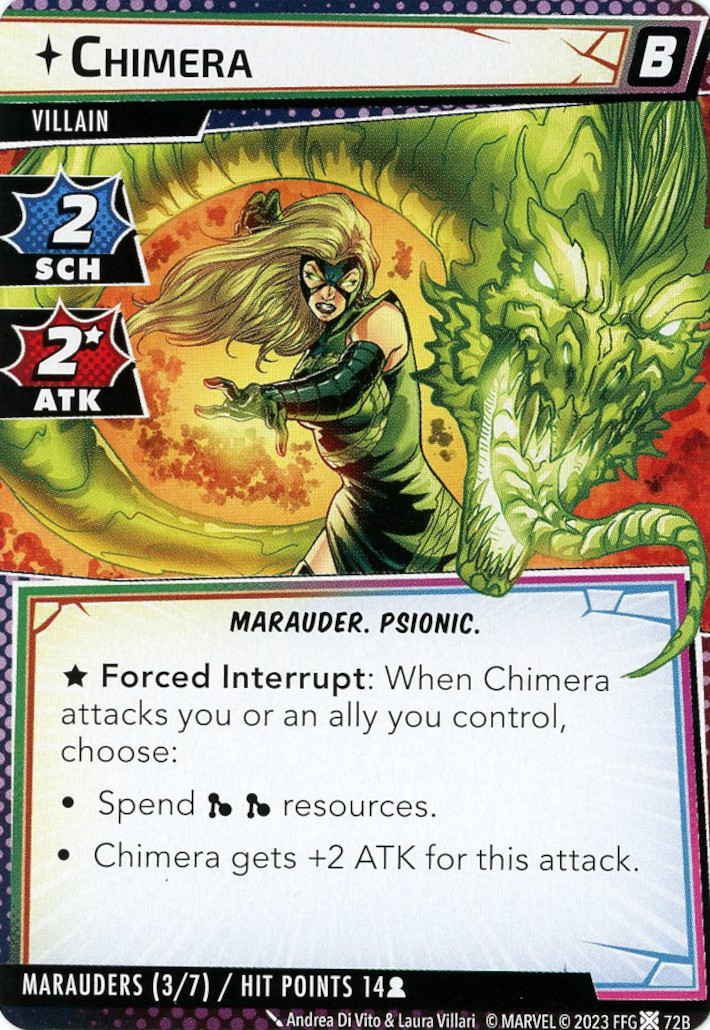 CHIMERA
B
VILLAIN
2
SCH
2★
ATK
MARAUDER. PSIONIC.
★ Forced Interrupt: When Chimera
attacks you or an ally you control,
choose:
• Spend resources.
• Chimera gets +2 ATK for this attack.
MARAUDERS (3/7) / HIT POINTS 14
Andrea Di Vito & Laura Villari © MARVEL © 2023 FFG 72B